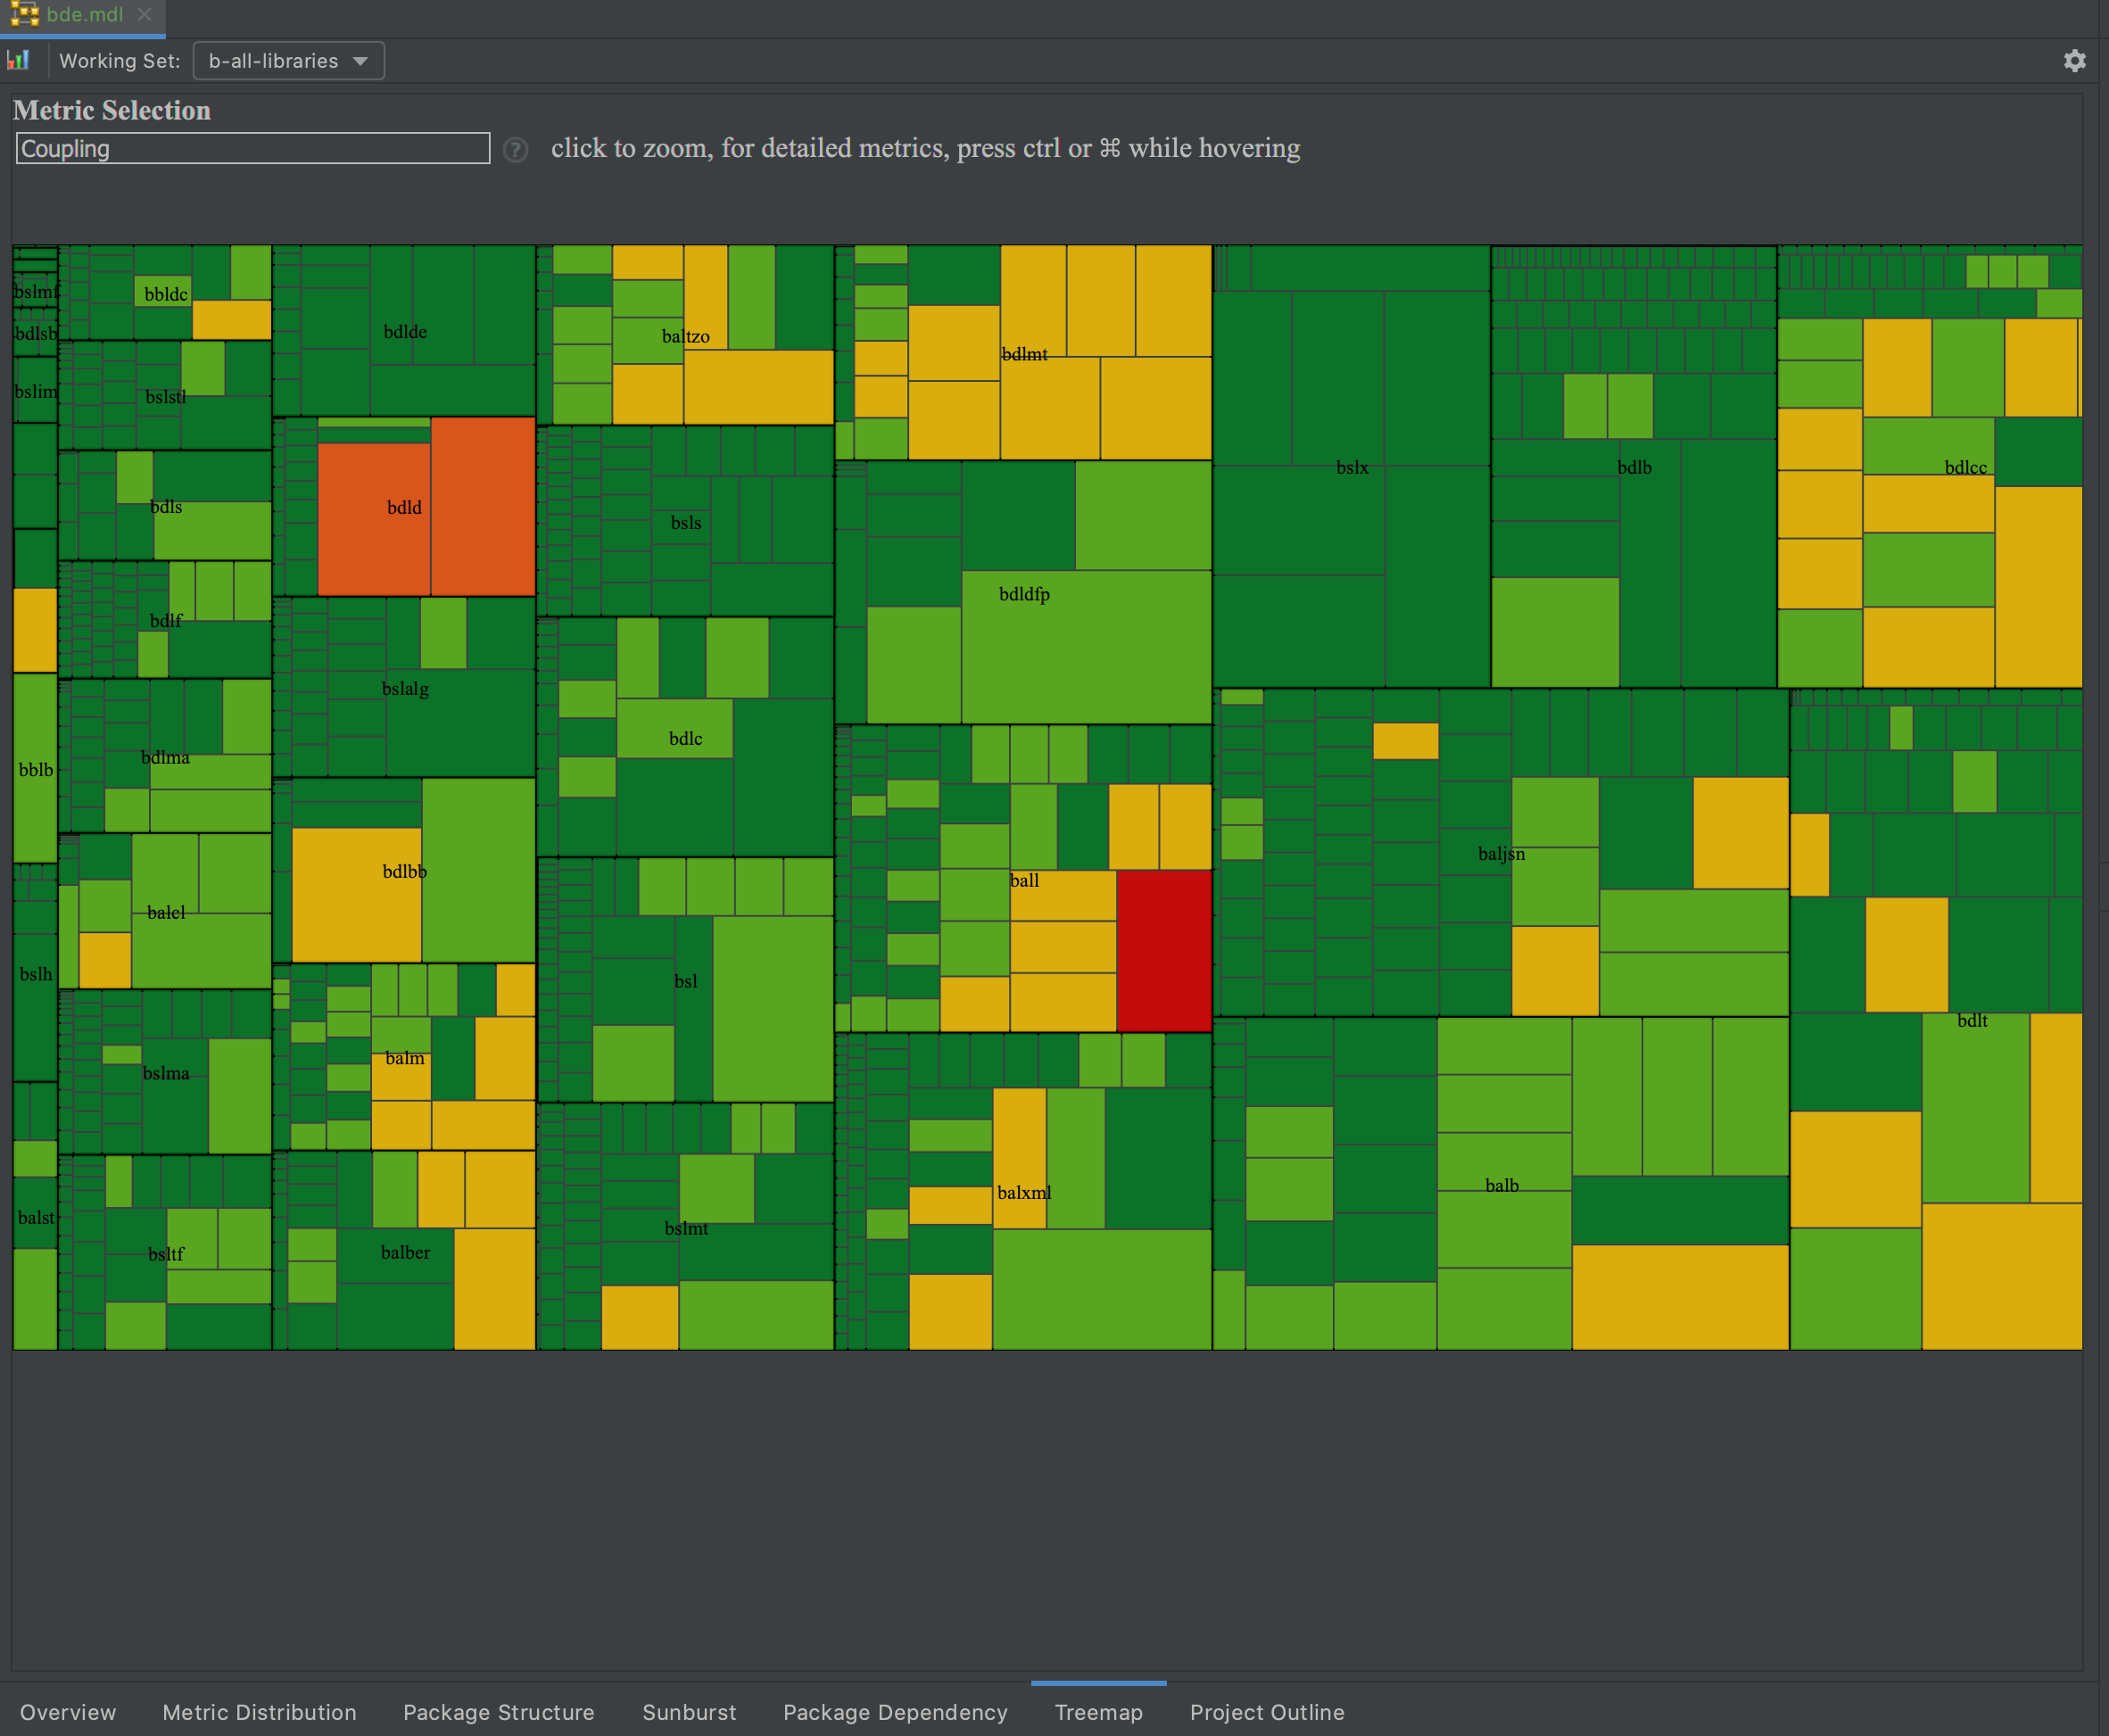 bde.mdl
Working Set: b-all-libraries
Metric Selection
Coupling ? click to zoom, for detailed metrics, press ctrl or ⌘ while hovering
bslmf
bdlsb
bslim
bblb
bslh
balst
bbldc
bslstl
bdls
bdlf
bdlma
balcl
bslma
bsltf
bdlde
bdld
bslalg
bdlbb
balm
balber
baltzo
bsls
bdlc
bsl
bslmt
bdlmt
bdldfp
ball
balxml
bslx
bdlb
bdlcc
baljsn
balb
bdlt
Overview Metric Distribution Package Structure Sunburst Package Dependency Treemap Project Outline